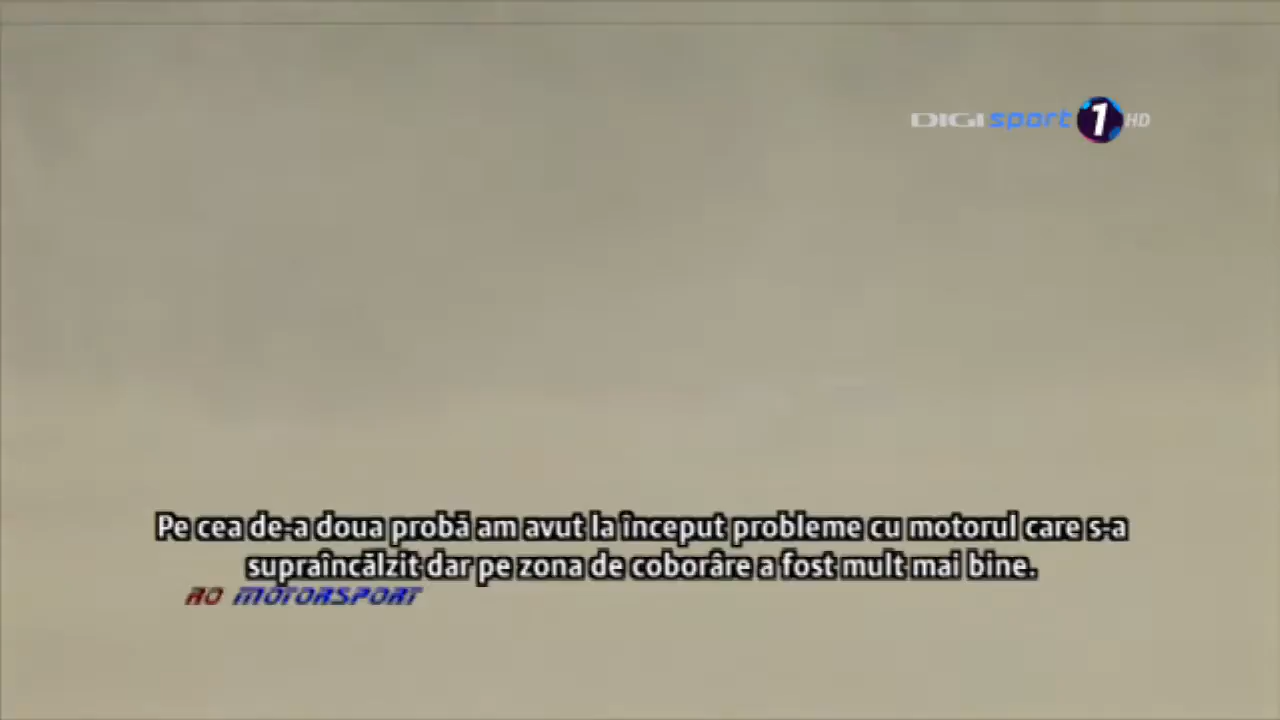 DIGI sport 1 HD
Pe cea de-a doua probă am avut la început probleme cu motorul care s-a
supraîncălzit dar pe zona de coborâre a fost mult mai bine.
RO MOTORSPORT